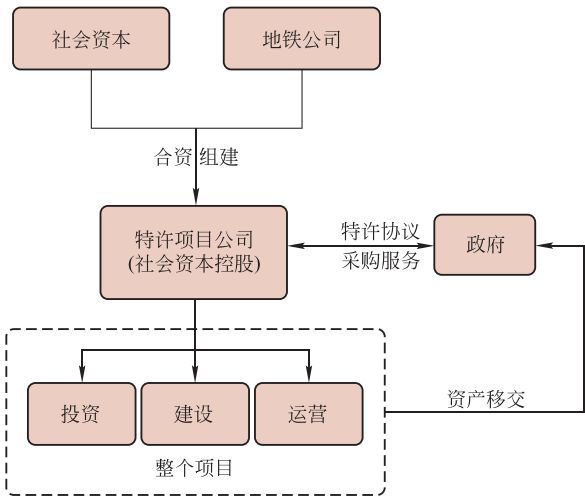 社会资本
地铁公司
合资 组建
特许项目公司
(社会资本控股)
特许协议
采购服务
政府
投资
建设
运营
资产移交
整个项目